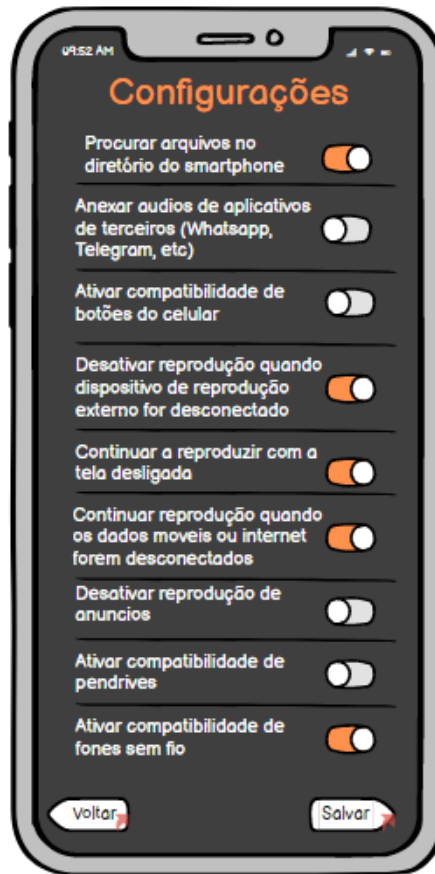 09:52 AM
Configurações
Procurar arquivos no
diretório do smartphone
Anexar audios de aplicativos
de terceiros (Whatsapp,
Telegram, etc)
Ativar compatibilidade de
botões do celular
Desativar reprodução quando
dispositivo de reprodução
externo for desconectado
Continuar a reproduzir com a
tela desligada
Continuar reprodução quando
os dados moveis ou internet
forem desconectados
Desativar reprodução de
anuncios
Ativar compatibilidade de
pendrives
Ativar compatibilidade de
fones sem fio
Voltar
Salvar